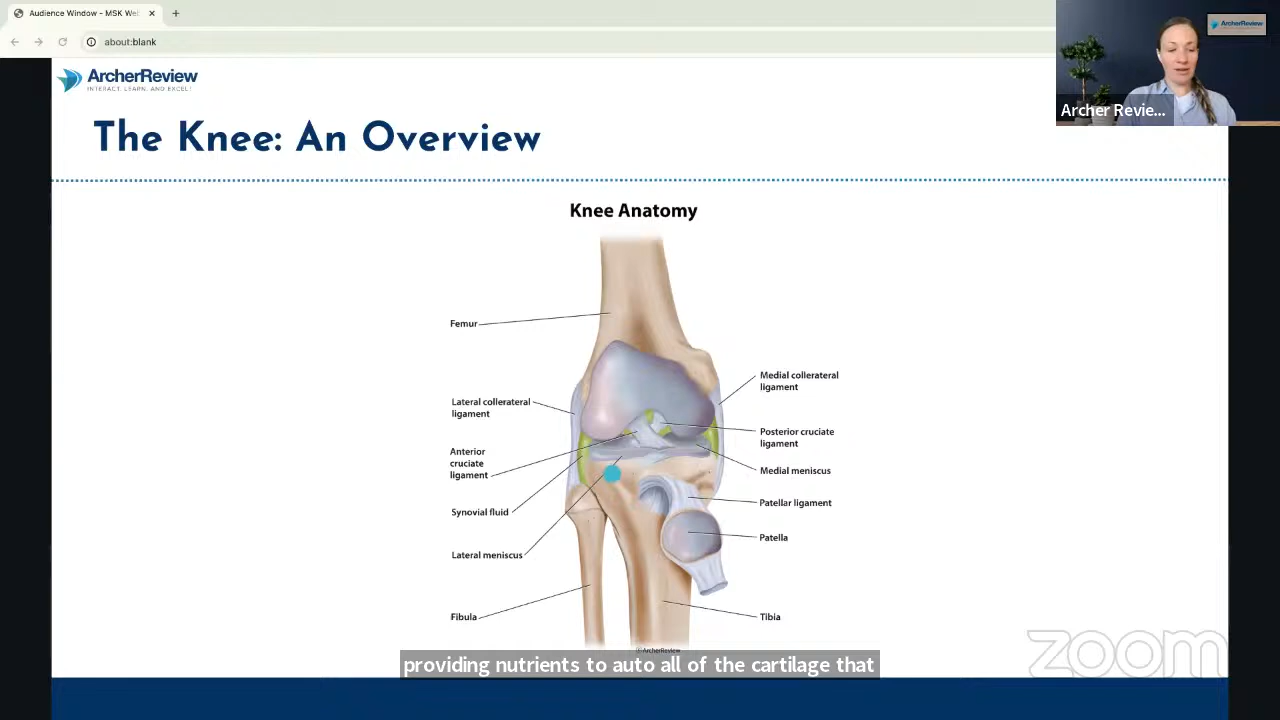 Audience Window - MSK We
about:blank
ArcherReview
INTERACT, LEARN, AND EXCEL!
ArcherReview
Archer Revie...
The Knee: An Overview
Knee Anatomy
Femur
Lateral collerateral
ligament
Anterior
cruciate
ligament
Synovial fluid
Lateral meniscus
Fibula
Medial collerateral
ligament
Posterior cruciate
ligament
Medial meniscus
Patellar ligament
Patella
Tibia
ArcherReview
providing nutrients to auto all of the cartilage that
zoom